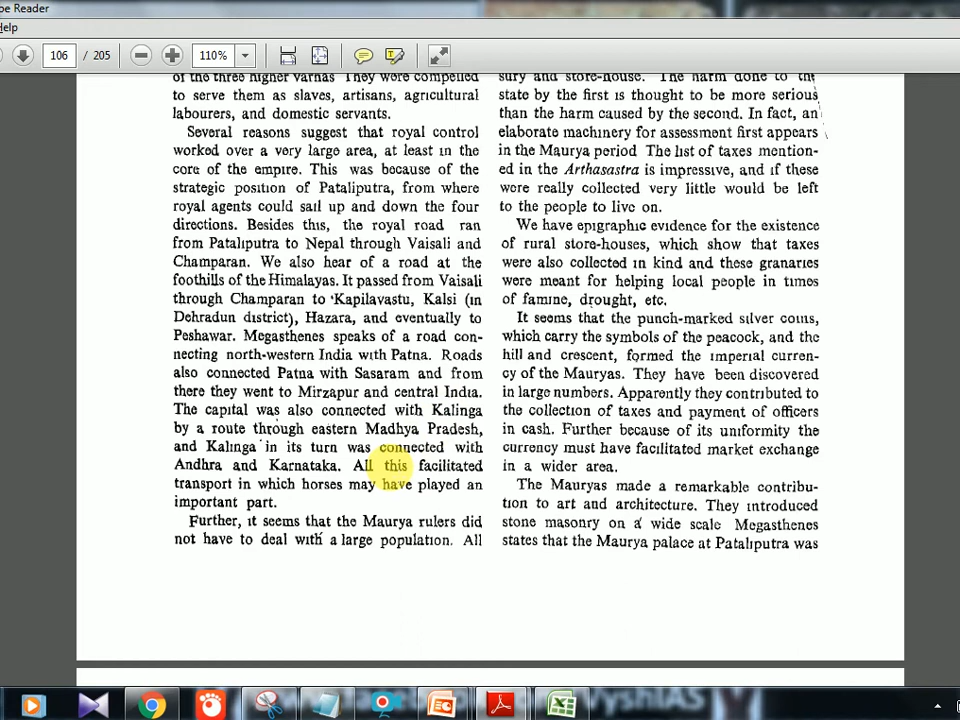 be Reader
Help
106 / 205
110%
of the three higher varnas They were compelled
to serve them as slaves, artisans, agricultural
labourers, and domestic servants.
Several reasons suggest that royal control
worked over a very large area, at least in the
core of the empire. This was because of the
strategic position of Pataliputra, from where
royal agents could sail up and down the four
directions. Besides this, the royal road ran
from Pataliputra to Nepal through Vaisali and
Champaran. We also hear of a road at the
foothills of the Himalayas. It passed from Vaisali
through Champaran to Kapilavastu, Kalsi (in
Dehradun district), Hazara, and eventually to
Peshawar. Megasthenes speaks of a road con-
necting north-western India with Patna. Roads
also connected Patna with Sasaram and from
there they went to Mirzapur and central India.
The capital was also connected with Kalinga
by a route through eastern Madhya Pradesh,
and Kalinga in its turn was connected with
Andhra and Karnataka. All this facilitated
transport in which horses may have played an
important part.
Further, it seems that the Maurya rulers did
not have to deal with a large population. All
sury and store-house. The harm done to the
state by the first is thought to be more serious
than the harm caused by the second. In fact, an
elaborate machinery for assessment first appears
in the Maurya period The list of taxes mention-
ed in the Arthasastra is impressive, and if these
were really collected very little would be left
to the people to live on.
We have epigraphic evidence for the existence
of rural store-houses, which show that taxes
were also collected in kind and these granaries
were meant for helping local people in times
of famine, drought, etc.
It seems that the punch-marked silver coins,
which carry the symbols of the peacock, and the
hill and crescent, formed the imperial curren-
cy of the Mauryas. They have been discovered
in large numbers. Apparently they contributed to
the collection of taxes and payment of officers
in cash. Further because of its uniformity the
currency must have facilitated market exchange
in a wider area.
The Mauryas made a remarkable contribu-
tion to art and architecture. They introduced
stone masonry on a wide scale Megasthenes
states that the Maurya palace at Pataliputra was